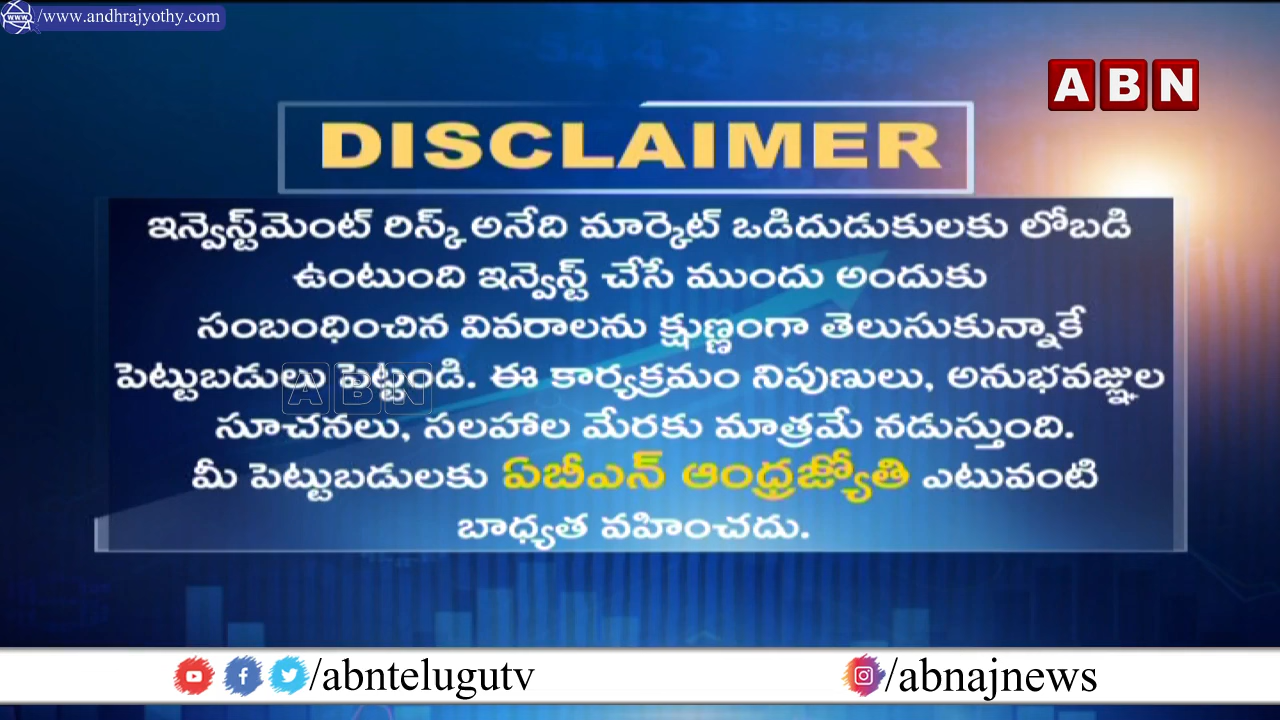 /www.andhrajyothy.com
ABN
DISCLAIMER
ఇన్వెస్ట్‌మెంట్ రిస్క్ అనేది మార్కెట్ ఒడిదుడుకులకు లోబడి
ఉంటుంది ఇన్వెస్ట్ చేసే ముందు అందుకు
సంబంధించిన వివరాలను క్షుణ్ణంగా తెలుసుకున్నాకే
పెట్టుబడులు పెట్టండి. ఈ కార్యక్రమం నిపుణులు, అనుభవజ్ఞుల
ABN
సూచనలు, సలహాల మేరకు మాత్రమే నడుస్తుంది.
మీ పెట్టుబడులకు ఏబీఎన్ ఆంధ్రజ్యోతి ఎటువంటి
బాధ్యత వహించదు.
/abntelugutv /abnajnews